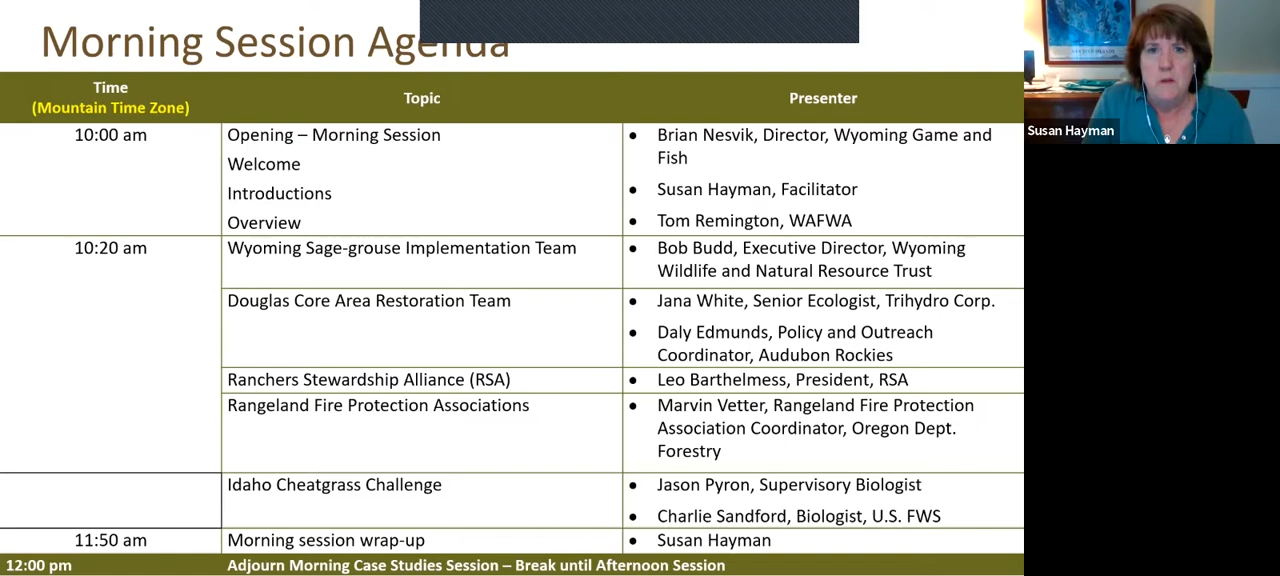 Morning Session Agenda
Time
(Mountain Time Zone)
Topic
Presenter
10:00 am
Opening – Morning Session
Welcome
Introductions
Overview
• Brian Nesvik, Director, Wyoming Game and
Fish
• Susan Hayman, Facilitator
• Tom Remington, WAFWA
10:20 am
Wyoming Sage-grouse Implementation Team
• Bob Budd, Executive Director, Wyoming
Wildlife and Natural Resource Trust
Douglas Core Area Restoration Team
• Jana White, Senior Ecologist, Trihydro Corp.
• Daly Edmunds, Policy and Outreach
Coordinator, Audubon Rockies
Ranchers Stewardship Alliance (RSA)
• Leo Barthelmess, President, RSA
Rangeland Fire Protection Associations
• Marvin Vetter, Rangeland Fire Protection
Association Coordinator, Oregon Dept.
Forestry
Idaho Cheatgrass Challenge
• Jason Pyron, Supervisory Biologist
• Charlie Sandford, Biologist, U.S. FWS
11:50 am
Morning session wrap-up
• Susan Hayman
12:00 pm
Adjourn Morning Case Studies Session – Break until Afternoon Session
Susan Hayman